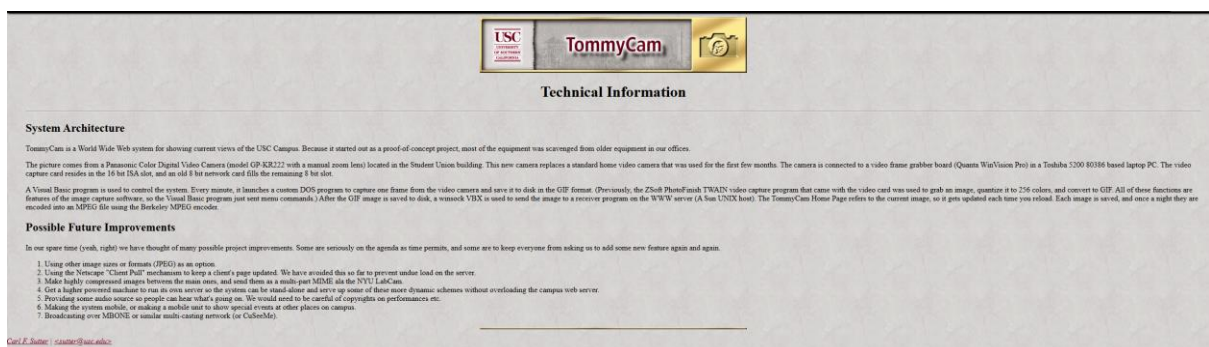 USC
UNIVERSITY
OF SOUTHERN
CALIFORNIA
TommyCam
Technical Information
System Architecture
TommyCam is a World Wide Web system for showing current views of the USC Campus. Because it started out as a proof-of-concept project, most of the equipment was scavenged from older equipment in our offices.
The picture comes from a Panasonic Color Digital Video Camera (model GP-KR222 with a manual zoom lens) located in the Student Union building. This new camera replaces a standard home video camera that was used for the first few months. The camera is connected to a video frame grabber board (Quanta WinVision Pro) in a Toshiba 5200 80386 based laptop PC. The video
capture card resides in the 16 bit ISA slot, and an old 8 bit network card fills the remaining 8 bit slot.
A Visual Basic program is used to control the system. Every minute, it launches a custom DOS program to capture one frame from the video camera and save it to disk in the GIF format. (Previously, the ZSoft PhotoFinish TWAIN video capture program that came with the video card was used to grab an image, quantize it to 256 colors, and convert to GIF. All of these functions are
features of the image capture software, so the Visual Basic program just sent menu commands.) After the GIF image is saved to disk, a winsock VBX is used to send the image to a receiver program on the WWW server (A Sun UNIX host). The TommyCam Home Page refers to the current image, so it gets updated each time you reload. Each image is saved, and once a night they are
encoded into an MPEG file using the Berkeley MPEG encoder.
Possible Future Improvements
In our spare time (yeah, right) we have thought of many possible project improvements. Some are seriously on the agenda as time permits, and some are to keep everyone from asking us to add some new feature again and again.
1. Using other image sizes or formats (JPEG) as an option.
2. Using the Netscape "Client Pull" mechanism to keep a client's page updated. We have avoided this so far to prevent undue load on the server.
3. Make highly compressed images between the main ones, and send them as a multi-part MIME ala the NYU LabCam.
4. Get a higher powered machine to run its own server so the system can be stand-alone and serve up some of these more dynamic schemes without overloading the campus web server.
5. Providing some audio source so people can hear what's going on. We would need to be careful of copyrights on performances etc.
6. Making the system mobile, or making a mobile unit to show special events at other places on campus.
7. Broadcasting over MBONE or similar multi-casting network (or CuSeeMe).
Carl F. Sutter | <sutter@usc.edu>